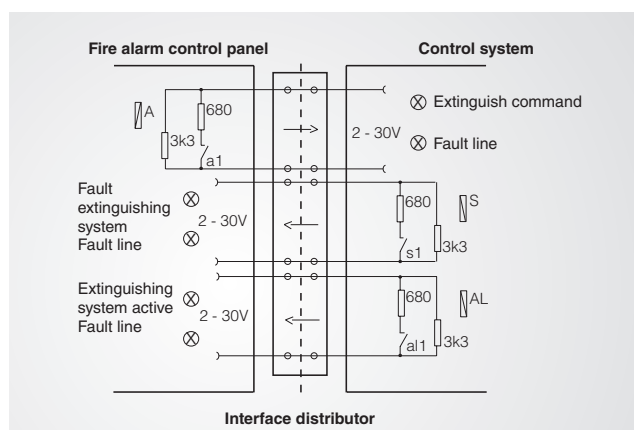 Fire alarm control panel
Control system
A
680
3k3
a1
2 - 30V
Extinguish command
Fault line
Fault
extinguishing
system
Fault line
2 - 30V
680
S
s1
3k3
Extinguishing
system active
Fault line
2 - 30V
680
AL
al1
3k3
Interface distributor